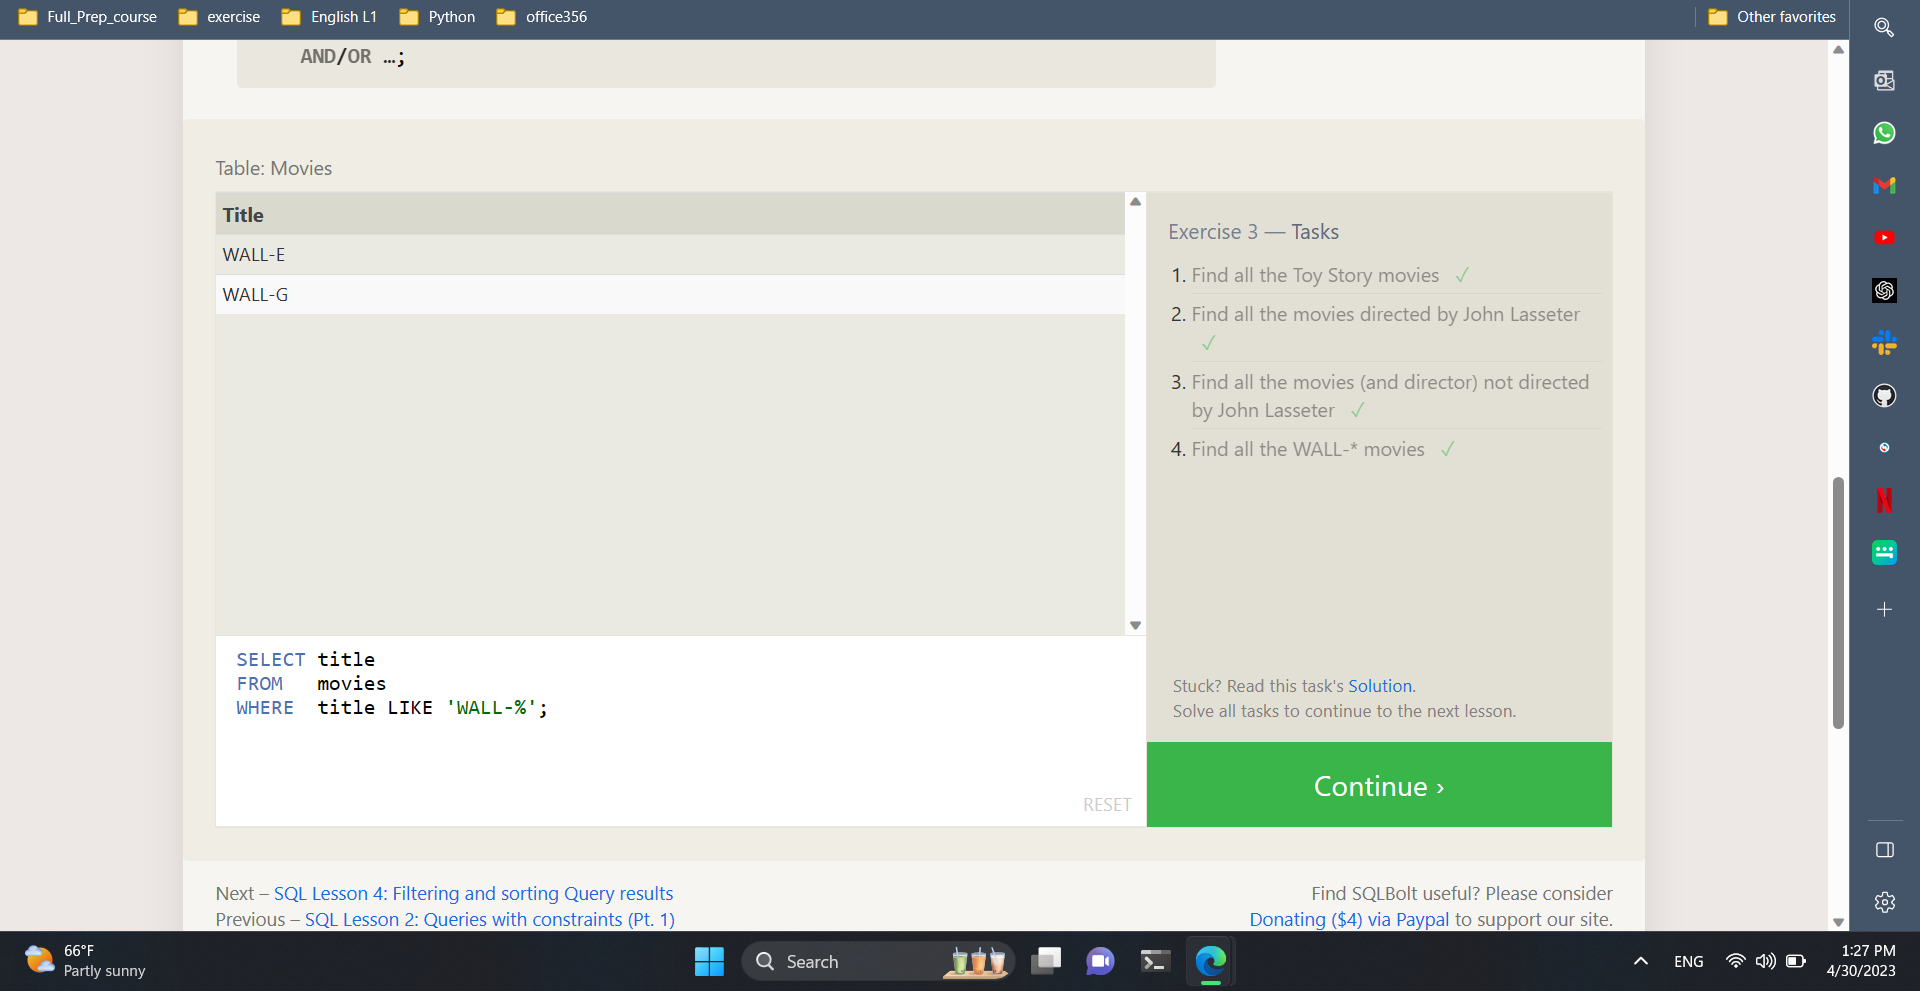 Full_Prep_course exercise English L1 Python office356 Other favorites
AND/OR …;
Table: Movies
Title
WALL-E
WALL-G
SELECT title
FROM movies
WHERE title LIKE 'WALL-%';
RESET
Exercise 3 — Tasks
1. Find all the Toy Story movies ✓
2. Find all the movies directed by John Lasseter
✓
3. Find all the movies (and director) not directed
by John Lasseter ✓
4. Find all the WALL-* movies ✓
Stuck? Read this task's Solution.
Solve all tasks to continue to the next lesson.
Continue ›
Next – SQL Lesson 4: Filtering and sorting Query results
Previous – SQL Lesson 2: Queries with constraints (Pt. 1)
Find SQLBolt useful? Please consider
Donating ($4) via Paypal to support our site.
66°F
Partly sunny
Search
ENG
1:27 PM
4/30/2023